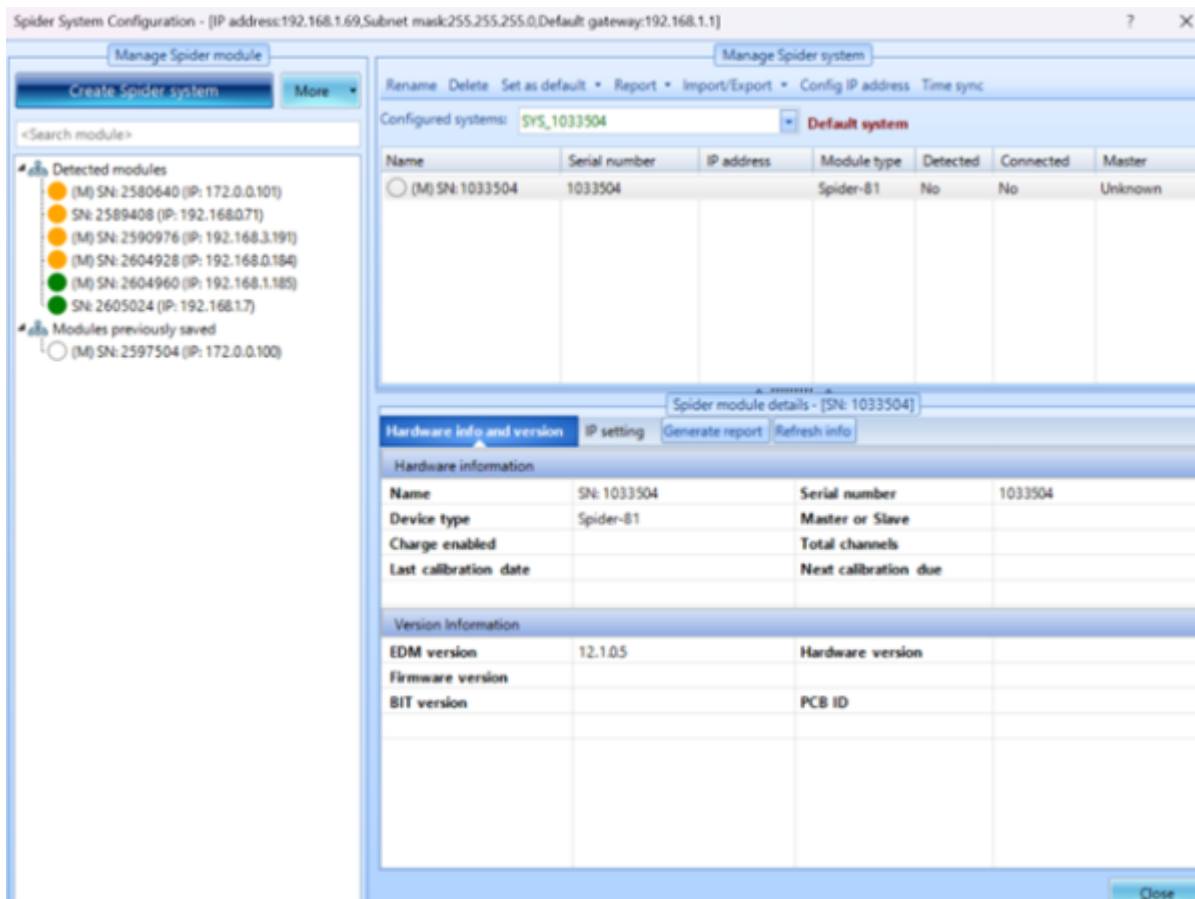 Spider System Configuration - [IP address:192.168.1.69,Subnet mask:255.255.255.0,Default gateway:192.168.1.1]
? X
Manage Spider module
Create Spider system More
<Search module>
Detected modules
(M) SN: 2580640 (IP: 172.0.0.101)
SN: 2589408 (IP: 192.168.0.71)
(M) SN: 2590976 (IP: 192.168.3.191)
(M) SN: 2604928 (IP: 192.168.0.184)
(M) SN: 2604960 (IP: 192.168.1.185)
SN: 2605024 (IP: 192.168.1.7)
Modules previously saved
(M) SN: 2597504 (IP: 172.0.0.100)
Manage Spider system
Rename Delete Set as default Report Import/Export Config IP address Time sync
Configured systems: SYS_1033504 Default system
Name Serial number IP address Module type Detected Connected Master
(M) SN: 1033504 1033504 Spider-81 No No Unknown
Spider module details - [SN: 1033504]
Hardware info and version IP setting Generate report Refresh info
Hardware information
Name SN: 1033504 Serial number 1033504
Device type Spider-81 Master or Slave
Charge enabled Total channels
Last calibration date Next calibration due
Version Information
EDM version 12.1.0.5 Hardware version
Firmware version
BIT version PCB ID
Close